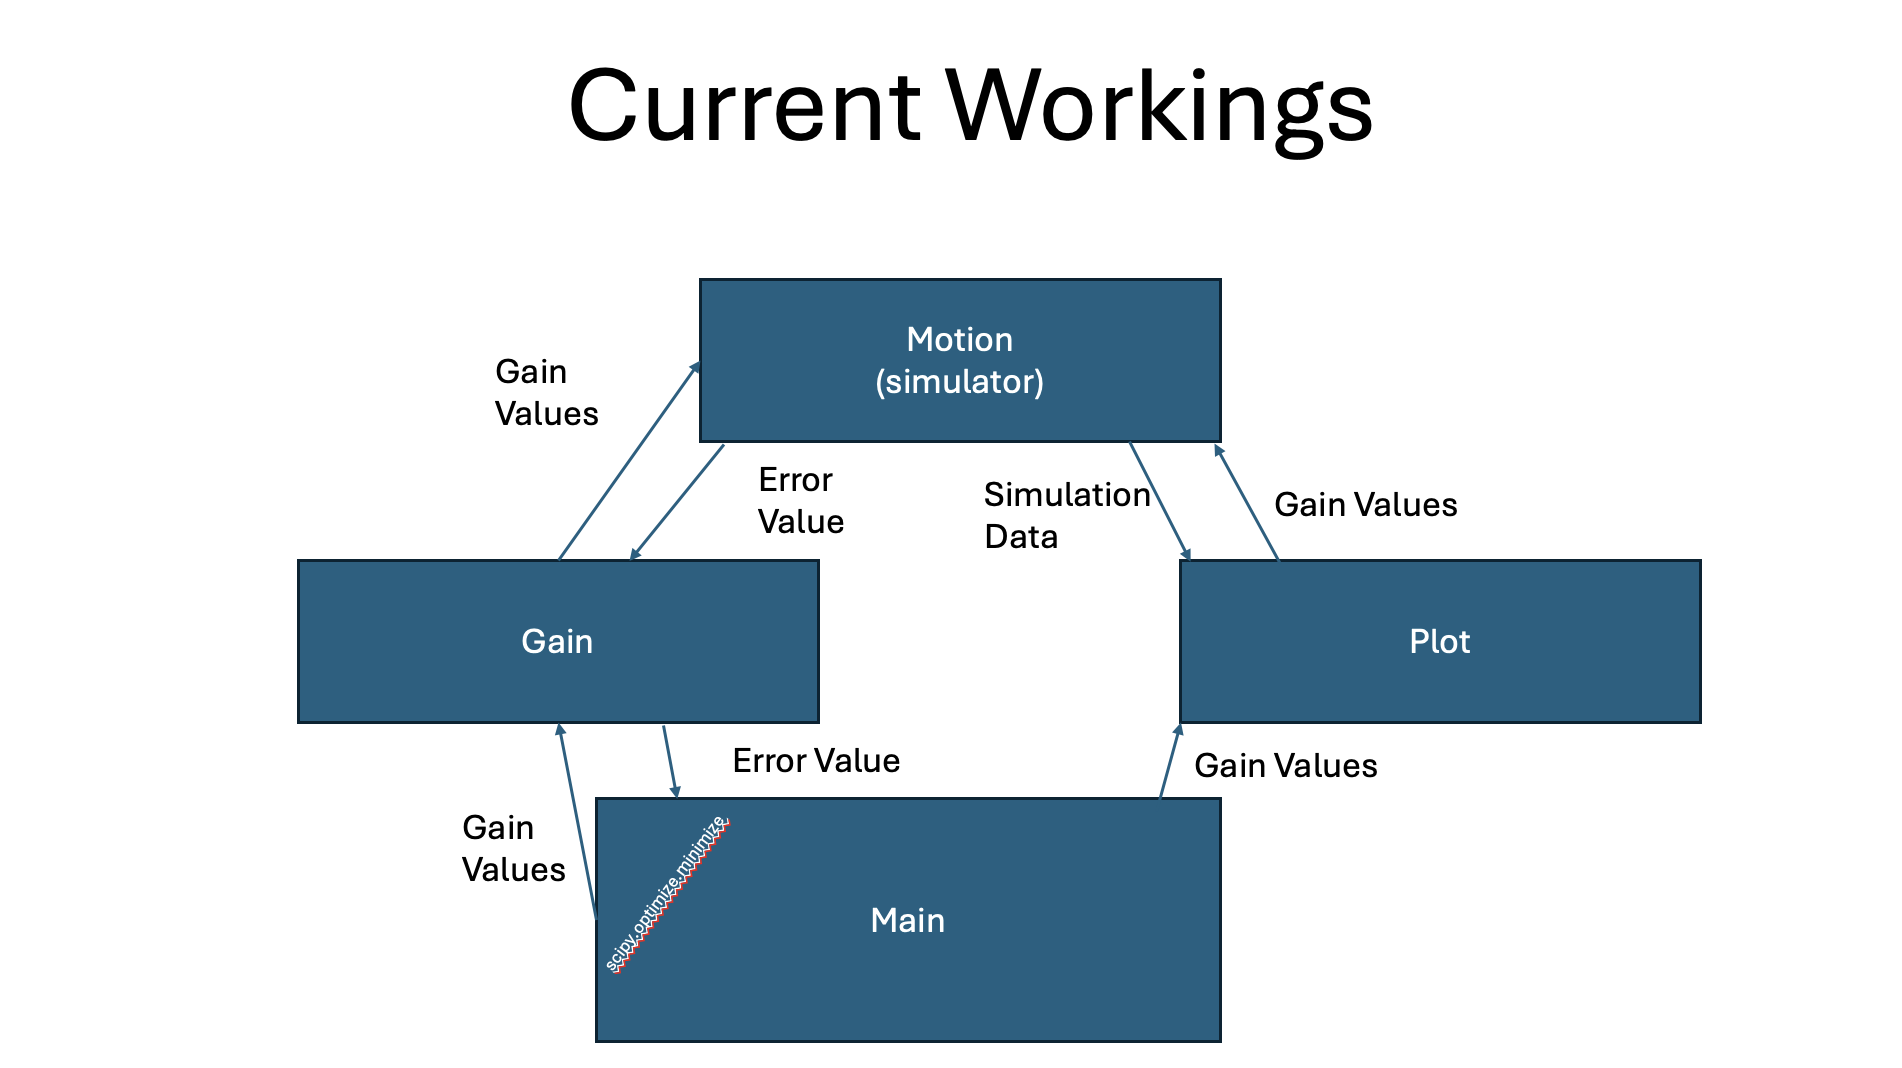 Current Workings
Motion
(simulator)
Gain
Values
Error
Value
Simulation
Data
Gain Values
Gain
Plot
Error Value
Gain Values
Gain
Values
scipy.optimize.minimize
Main